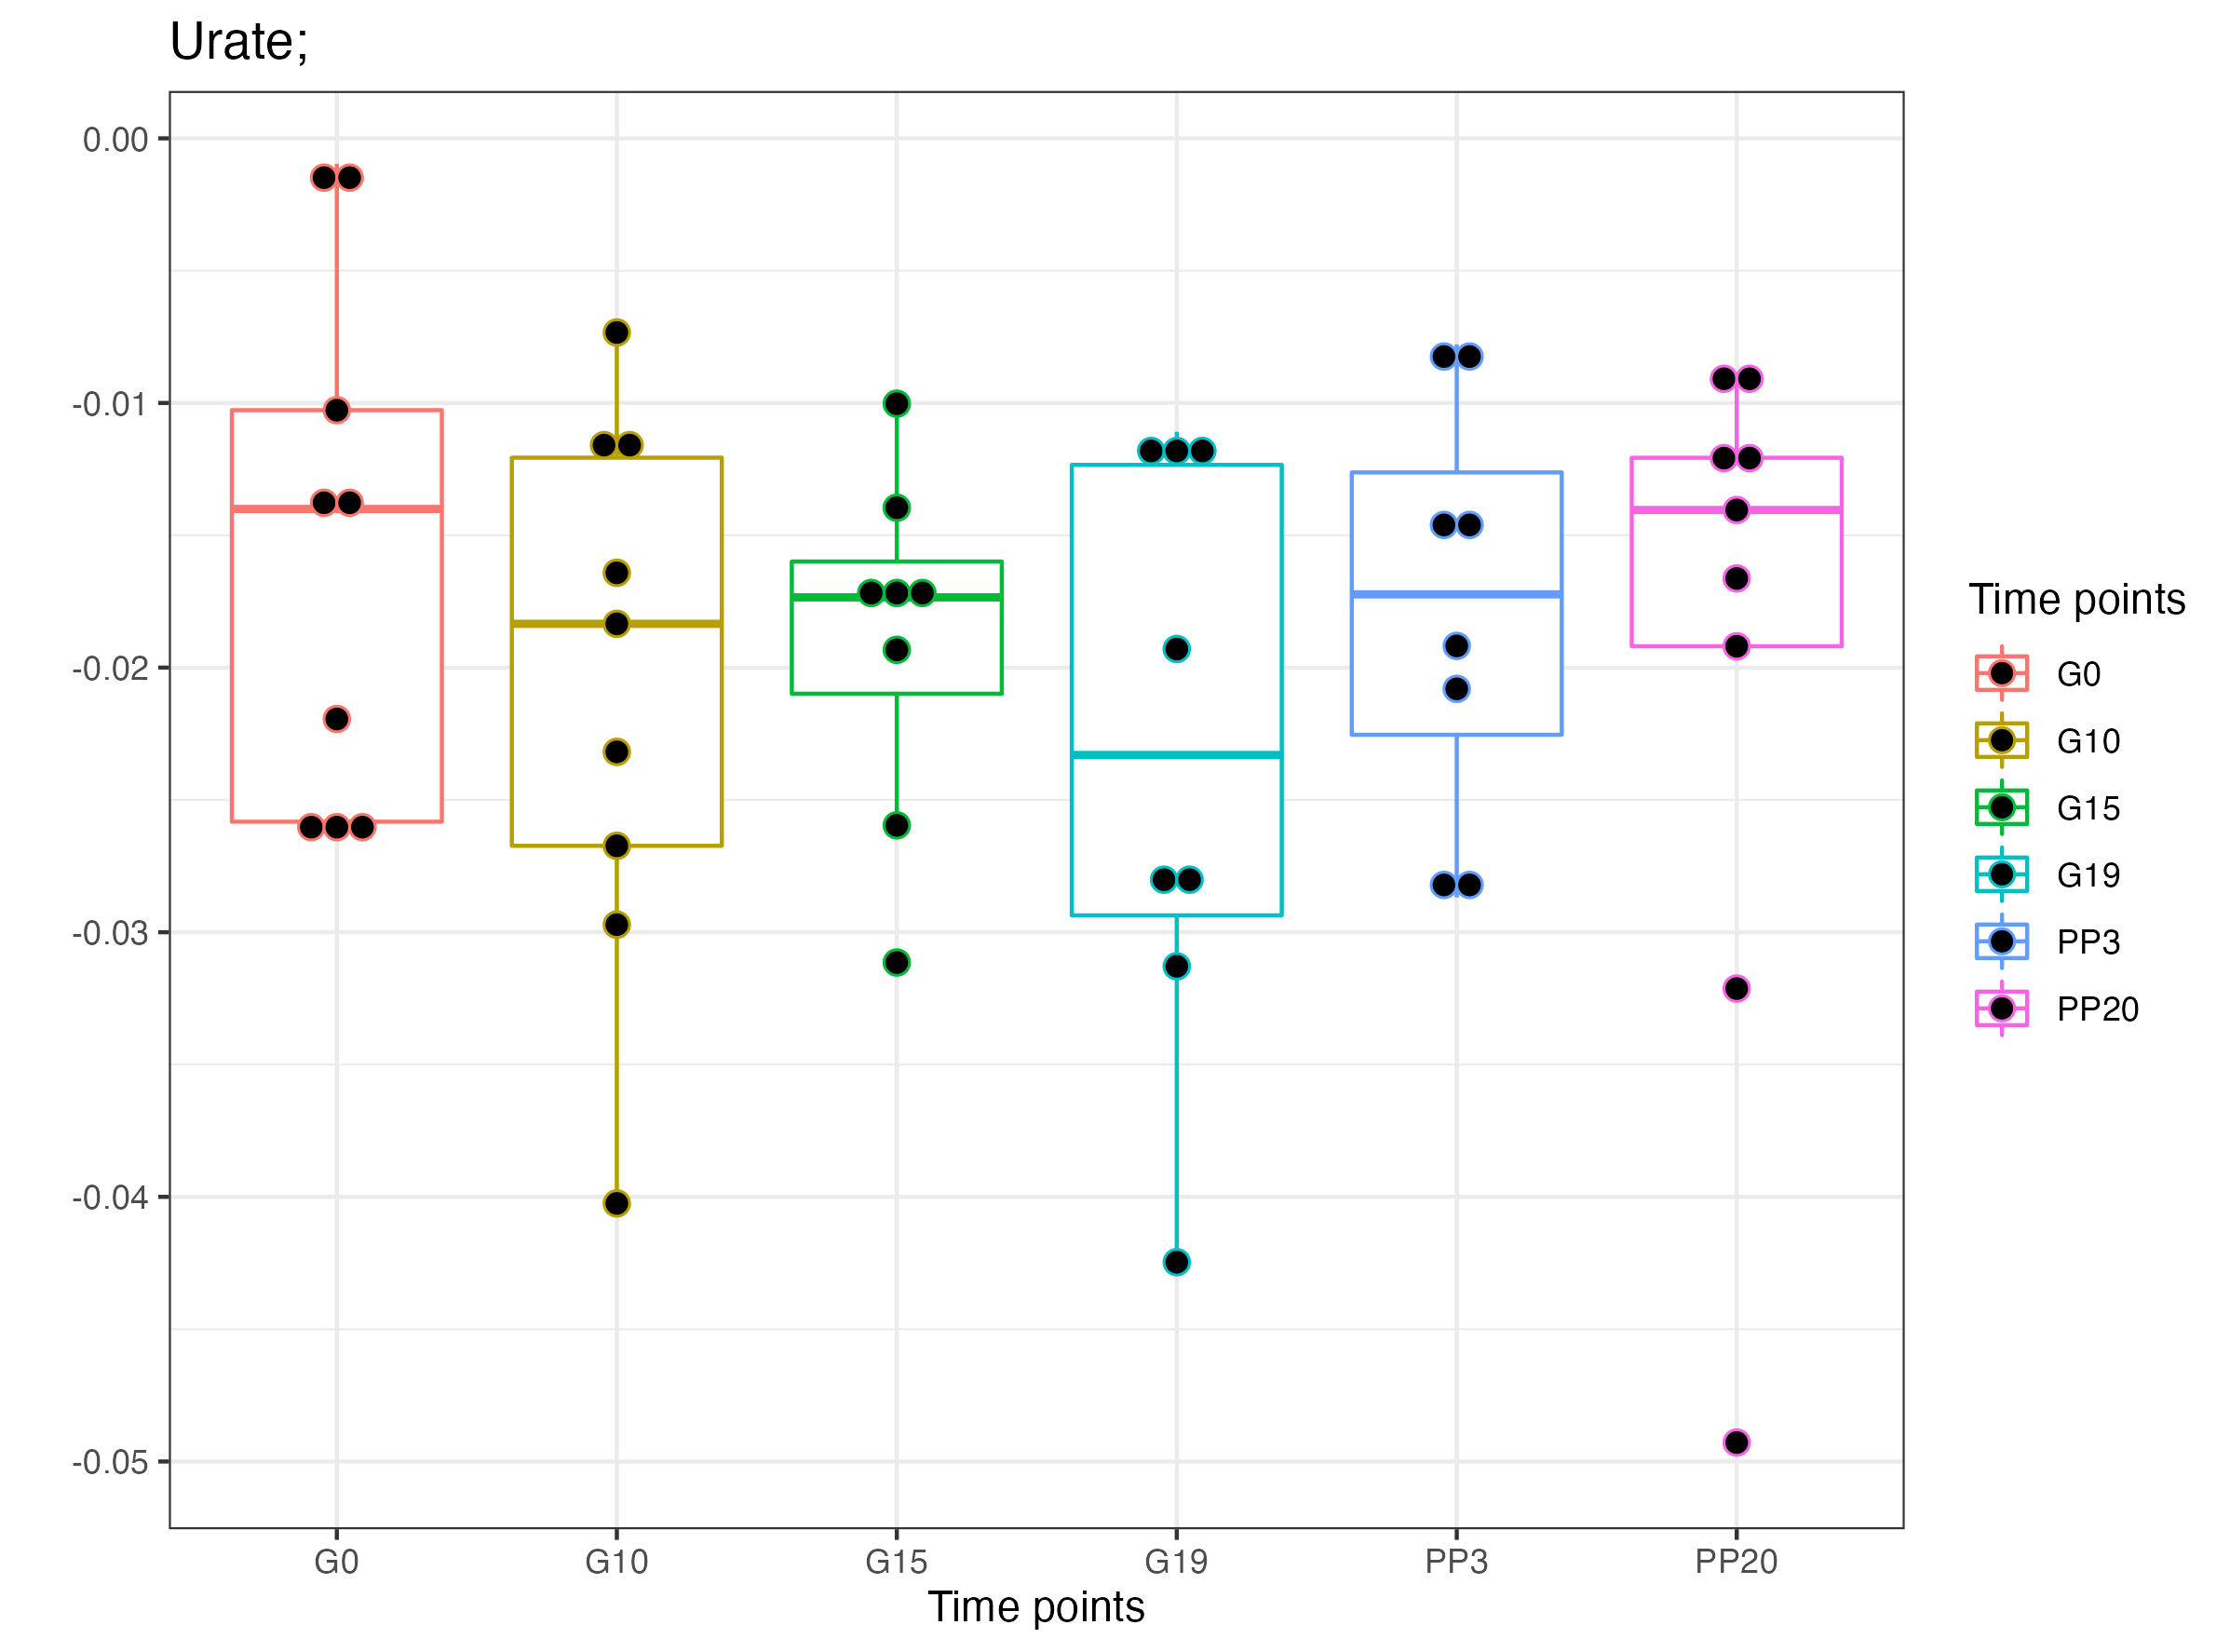 Urate;
0.00
-0.01
-0.02
-0.03
-0.04
-0.05
G0 G10 G15 G19 PP3 PP20
Time points
Time points
G0
G10
G15
G19
PP3
PP20